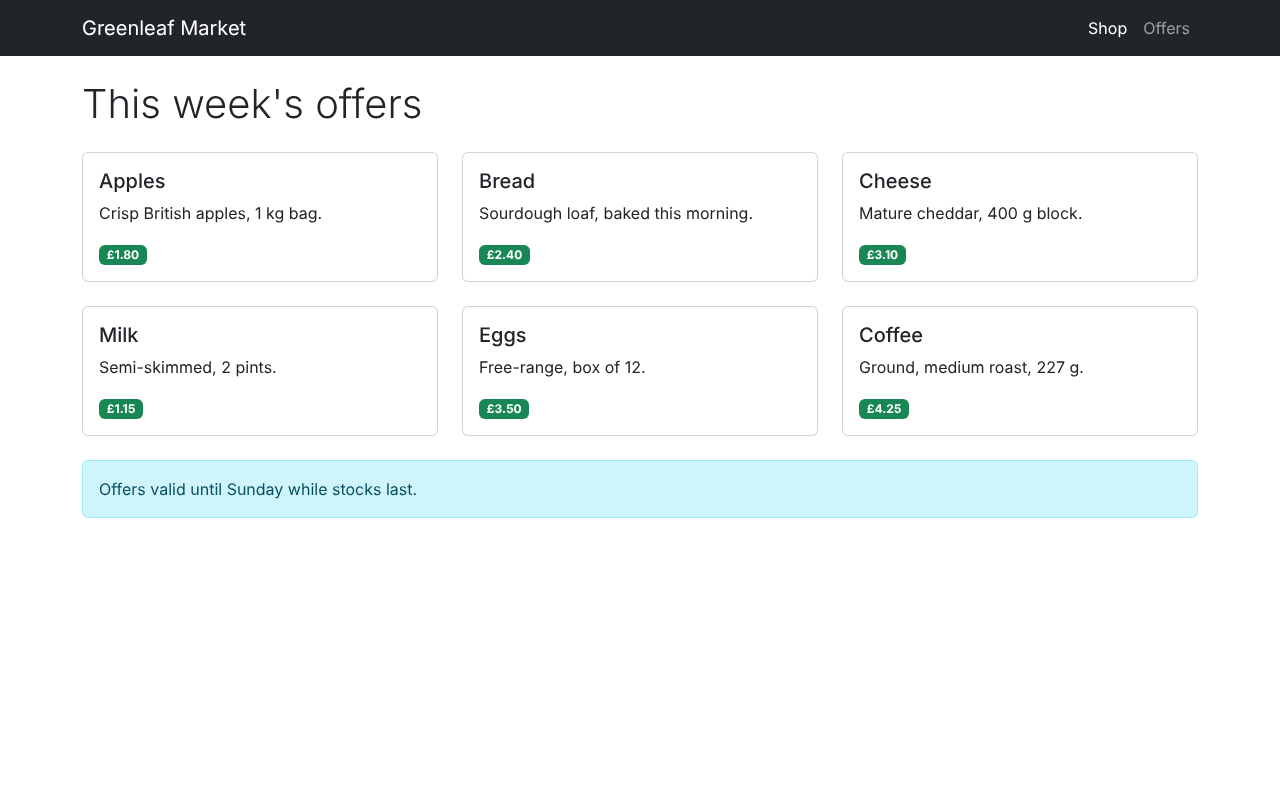 Greenleaf Market
Shop
Offers
This week's offers
Apples
Crisp British apples, 1 kg bag.
£1.80
Bread
Sourdough loaf, baked this morning.
£2.40
Cheese
Mature cheddar, 400 g block.
£3.10
Milk
Semi-skimmed, 2 pints.
£1.15
Eggs
Free-range, box of 12.
£3.50
Coffee
Ground, medium roast, 227 g.
£4.25
Offers valid until Sunday while stocks last.